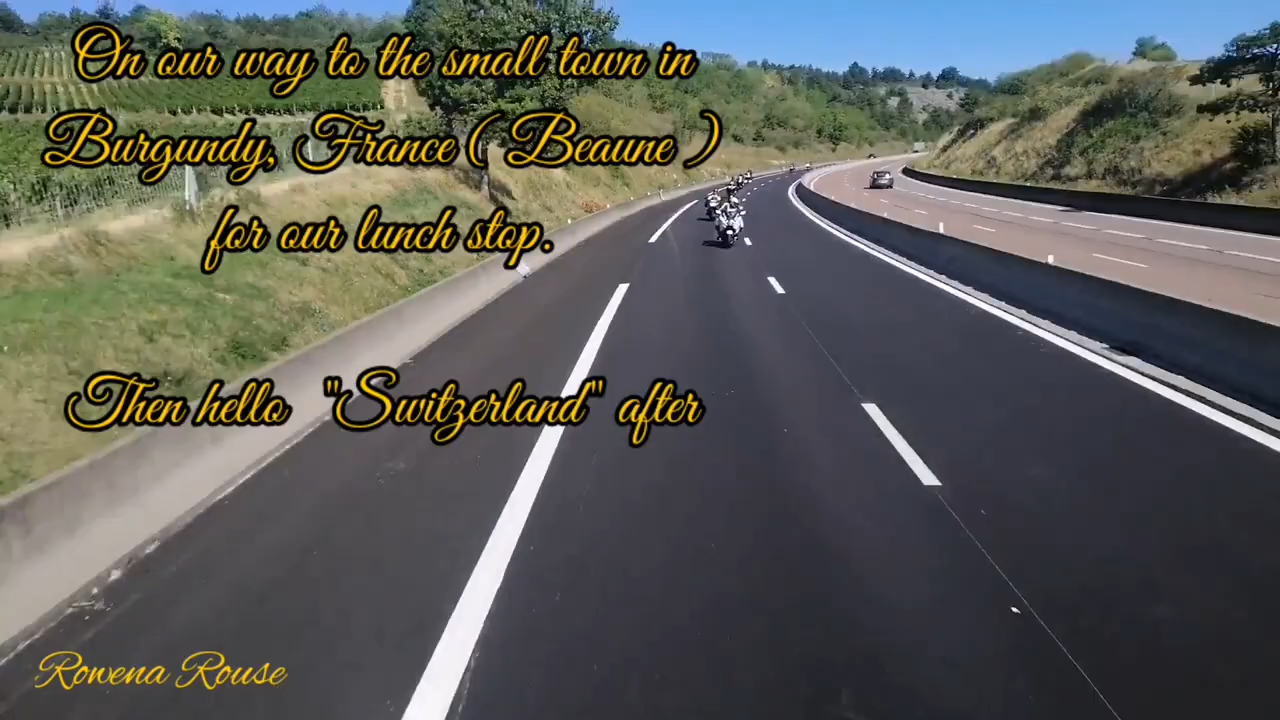 On our way to the small town in
Burgundy, France ( Beaune )
for our lunch stop.
Then hello "Switzerland" after
Rowena Rouse